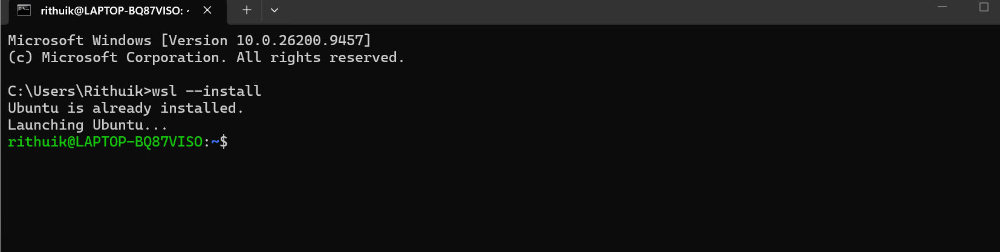 rithuik@LAPTOP-BQ87VISO: ~
Microsoft Windows [Version 10.0.26200.9457]
(c) Microsoft Corporation. All rights reserved.
C:\Users\Rithuik>wsl --install
Ubuntu is already installed.
Launching Ubuntu...
rithuik@LAPTOP-BQ87VISO:~$